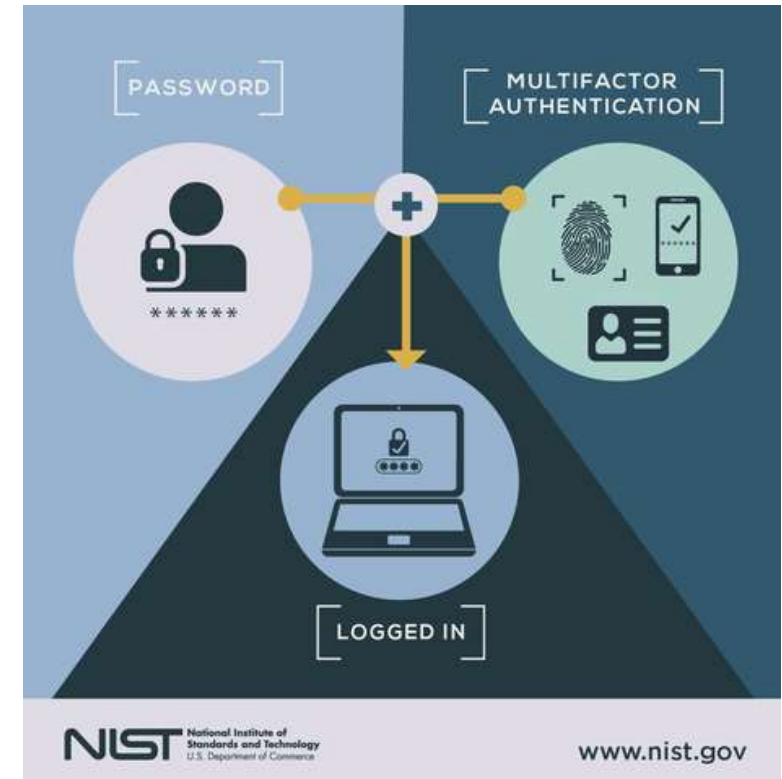 PASSWORD
MULTIFACTOR
AUTHENTICATION
******
LOGGED IN
NIST
National Institute of
Standards and Technology
U.S. Department of Commerce
www.nist.gov